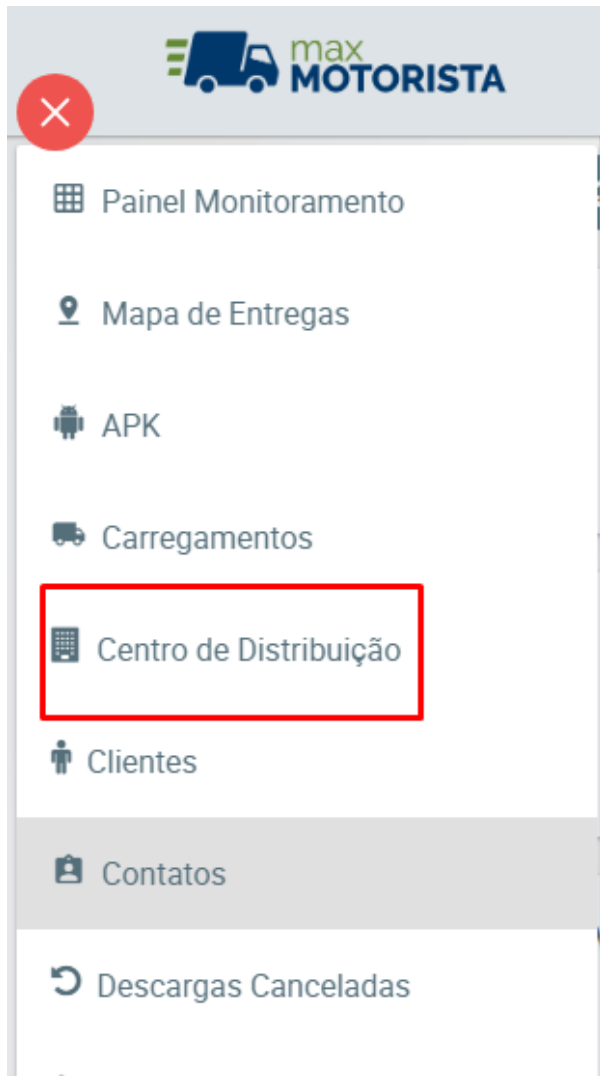 max
MOTORISTA
Painel Monitoramento
Mapa de Entregas
APK
Carregamentos
Centro de Distribuição
Clientes
Contatos
Descargas Canceladas